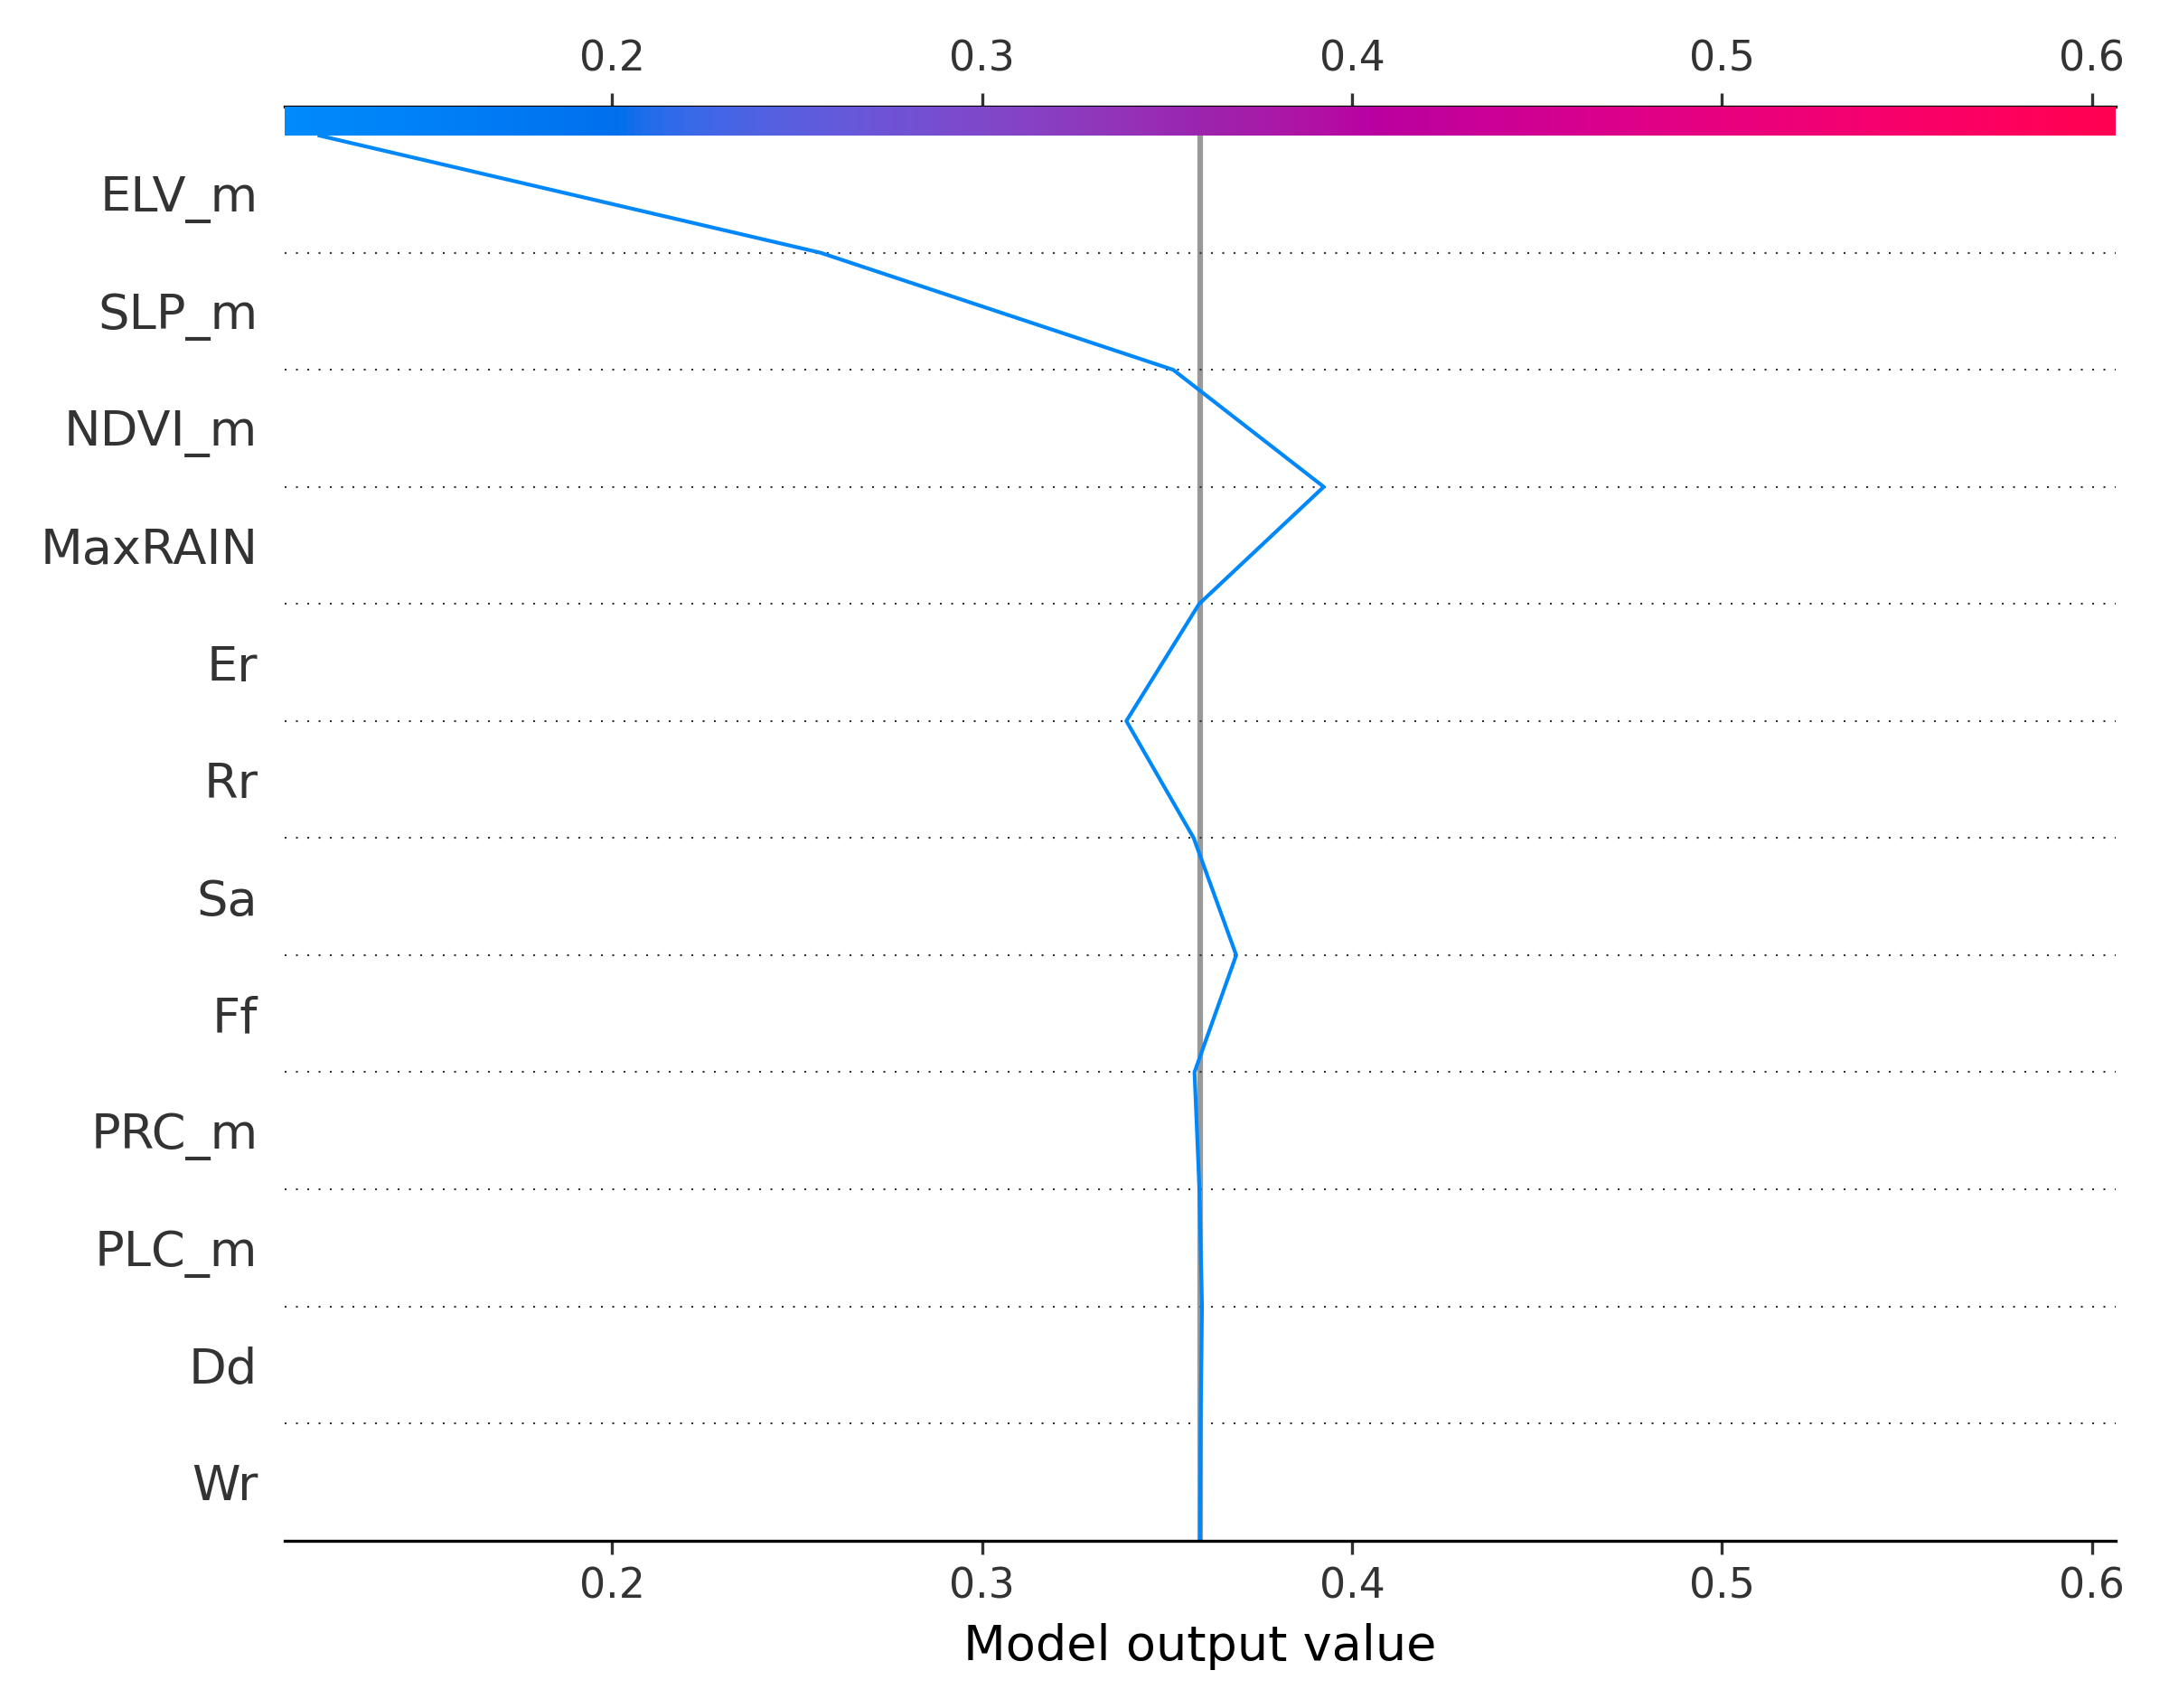 0.2 0.3 0.4 0.5 0.6
ELV_m
SLP_m
NDVI_m
MaxRAIN
Er
Rr
Sa
Ff
PRC_m
PLC_m
Dd
Wr
0.2 0.3 0.4 0.5 0.6
Model output value